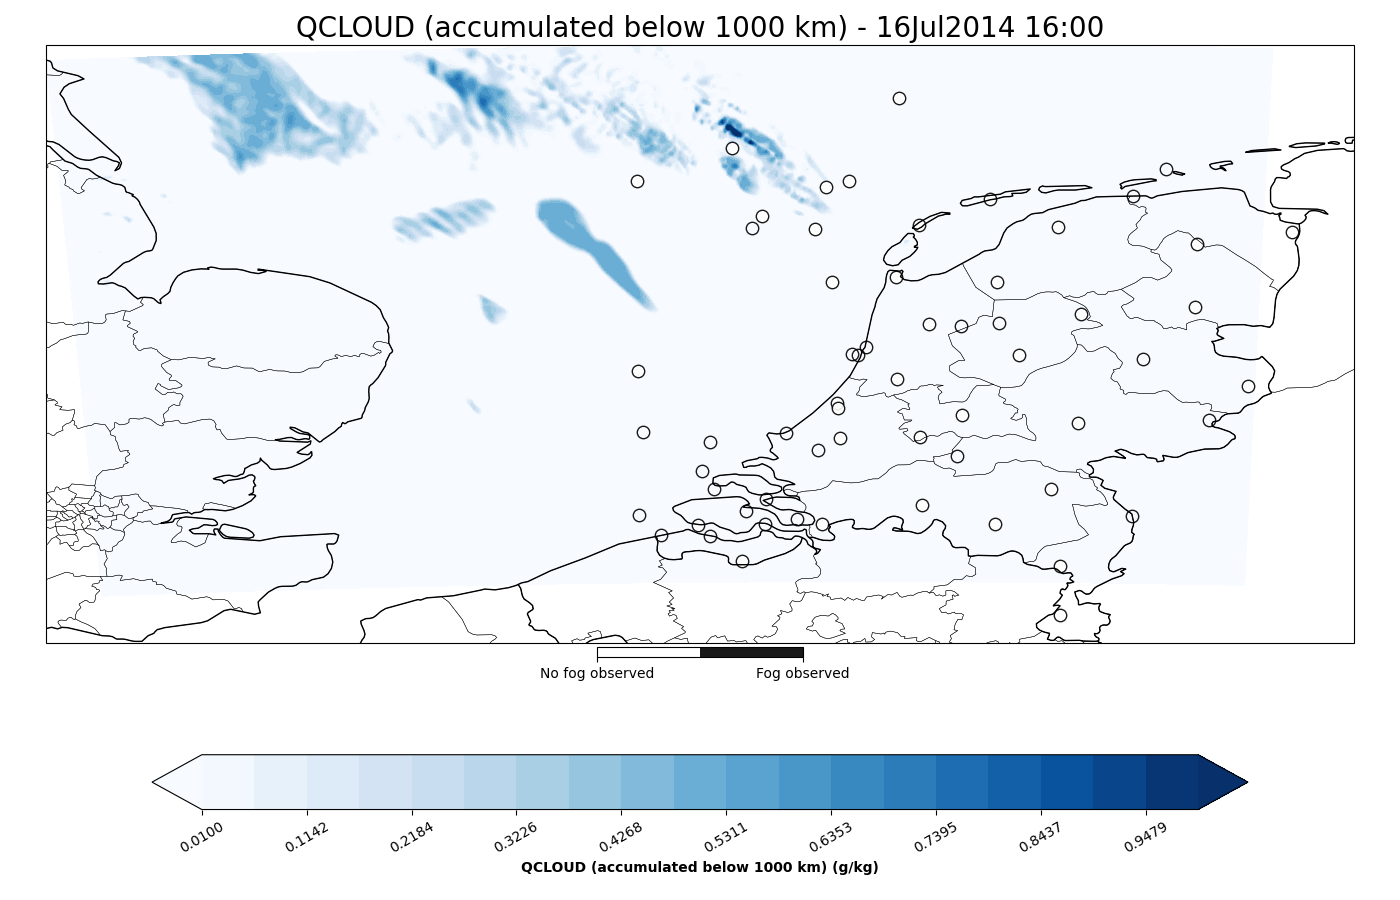 QCLOUD (accumulated below 1000 km) - 16Jul2014 16:00
No fog observed Fog observed
0.0100 0.1142 0.2184 0.3226 0.4268 0.5311 0.6353 0.7395 0.8437 0.9479
QCLOUD (accumulated below 1000 km) (g/kg)